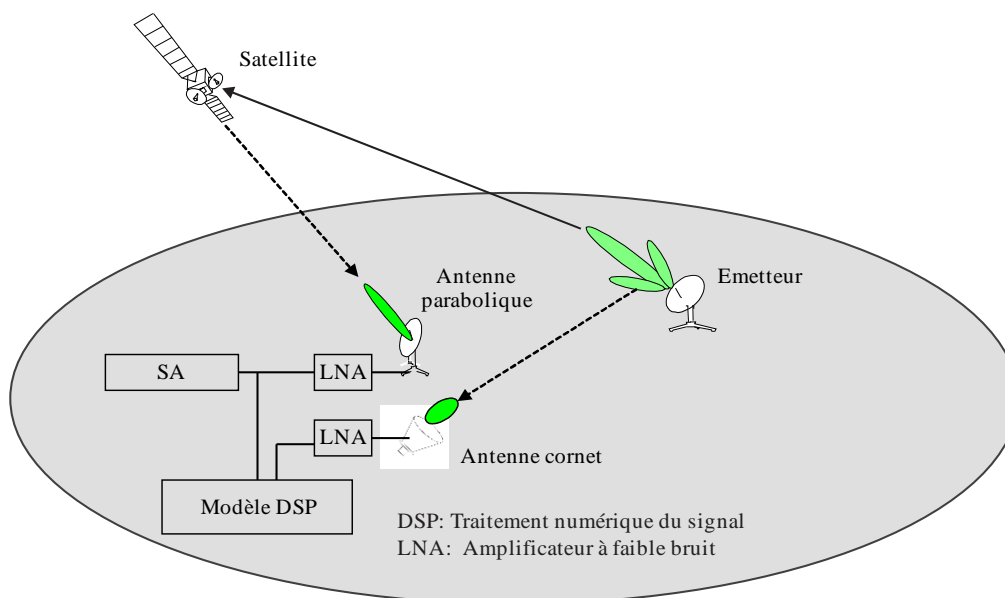 Satellite
Antenne
parabolique
Emetteur
SA
LNA
LNA
Antenne cornet
Modèle DSP
DSP: Traitement numérique du signal
LNA: Amplificateur à faible bruit